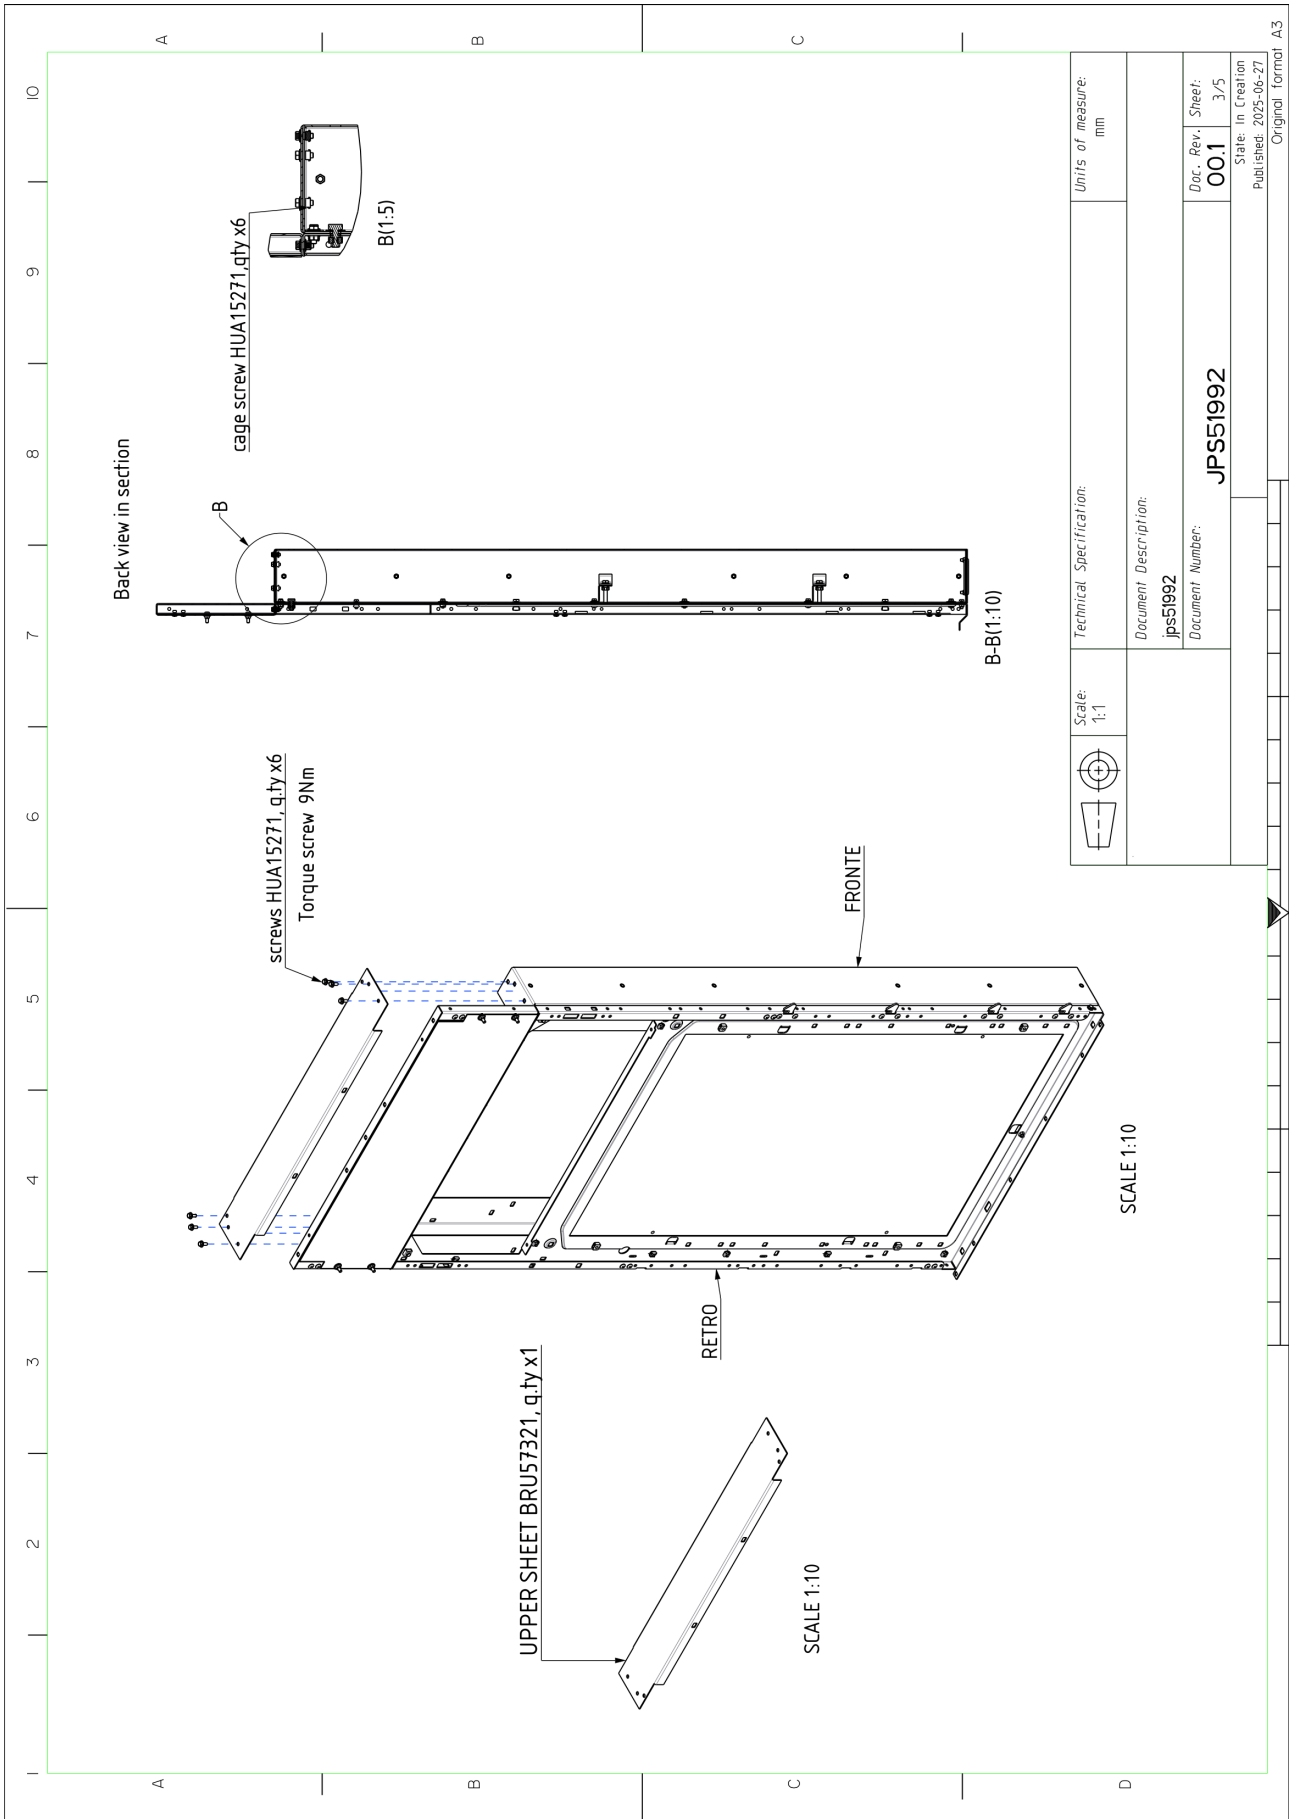 10
9
8
7
6
5
4
3
2
1
A
B
C
A
B
C
D
Back view in section
B
cage screw HUA15271,qty x6
B(1:5)
B-B(1:10)
screws HUA15271, q.ty x6
Torque screw 9Nm
FRONTE
RETRO
SCALE 1:10
UPPER SHEET BRU57321, q.ty x1
SCALE 1:10
Scale:
1:1
Technical Specification:
Units of measure:
mm
Document Description:
jps51992
Document Number:
JPS51992
Doc. Rev.
00.1
Sheet:
3/5
State: In Creation
Published: 2025-06-27
Original format A3